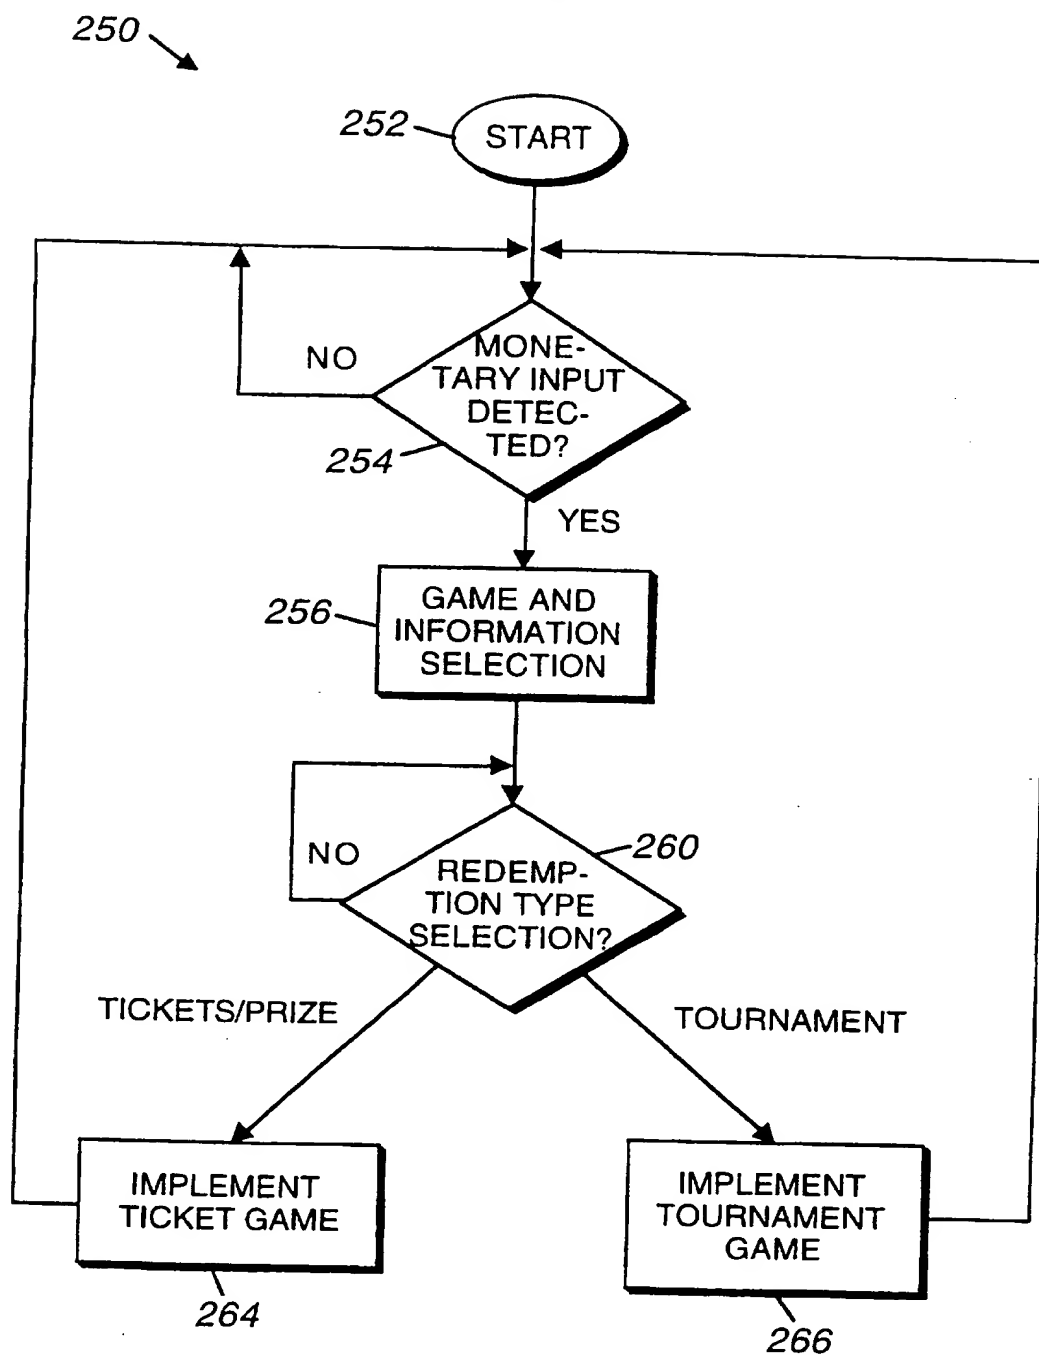 250
252
START
NO
MONE-
TARY INPUT
DETEC-
TED?
254
YES
256
GAME AND
INFORMATION
SELECTION
NO
260
REDEMP-
TION TYPE
SELECTION?
TICKETS/PRIZE
TOURNAMENT
IMPLEMENT
TICKET GAME
264
IMPLEMENT
TOURNAMENT
GAME
266